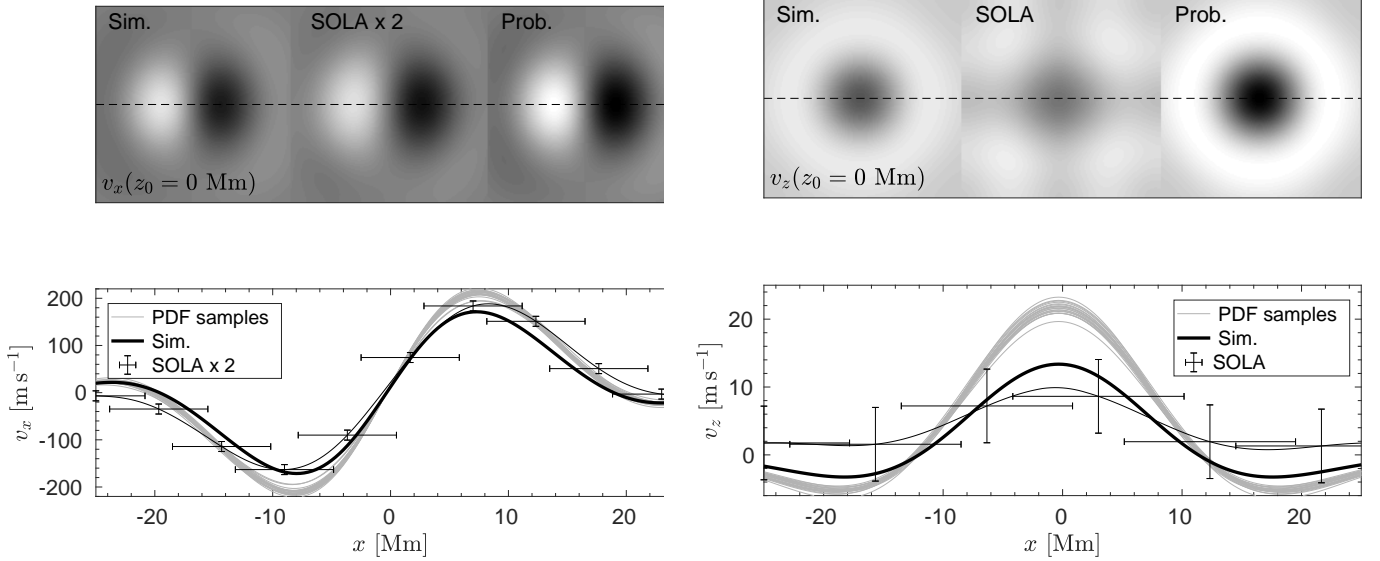 Sim. SOLA x 2 Prob.
v_x(z_0 = 0 Mm)
200
100
0
-100
-200
v_x [m s^−1]
PDF samples
Sim.
SOLA x 2
-20 -10 0 10 20
x [Mm]
Sim. SOLA Prob.
v_z(z_0 = 0 Mm)
20
10
0
v_z [m s^−1]
PDF samples
Sim.
SOLA
-20 -10 0 10 20
x [Mm]